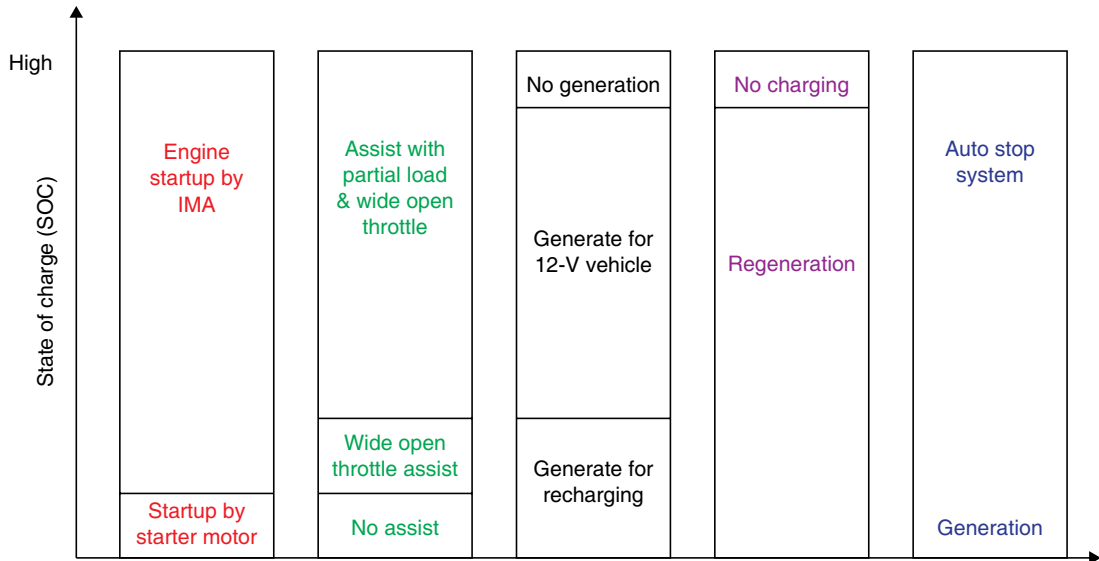 High
State of charge (SOC)
Engine
startup by
IMA
Startup by
starter motor
Assist with
partial load
& wide open
throttle
Wide open
throttle assist
No assist
No generation
Generate for
12-V vehicle
Generate for
recharging
No charging
Regeneration
Auto stop
system
Generation